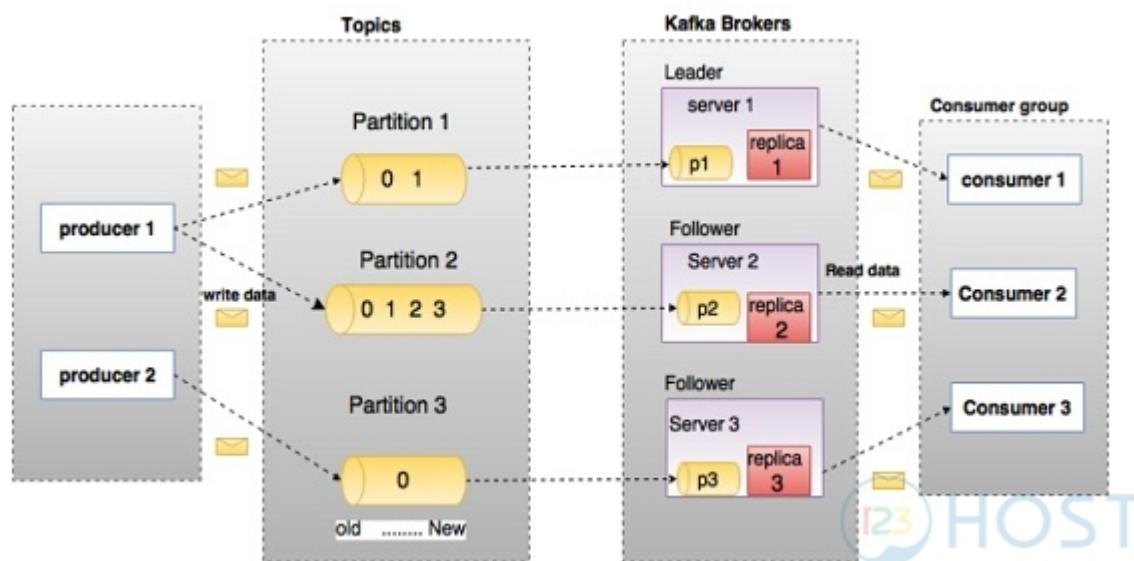 Topics
Kafka Brokers
Leader
server 1
Consumer group
Partition 1
0 1
p1
replica
1
consumer 1
producer 1
Follower
Partition 2
Server 2
Read data
write data
0 1 2 3
p2
replica
2
Consumer 2
producer 2
Follower
Partition 3
Server 3
Consumer 3
0
p3
replica
3
old ........ New
123 HOST